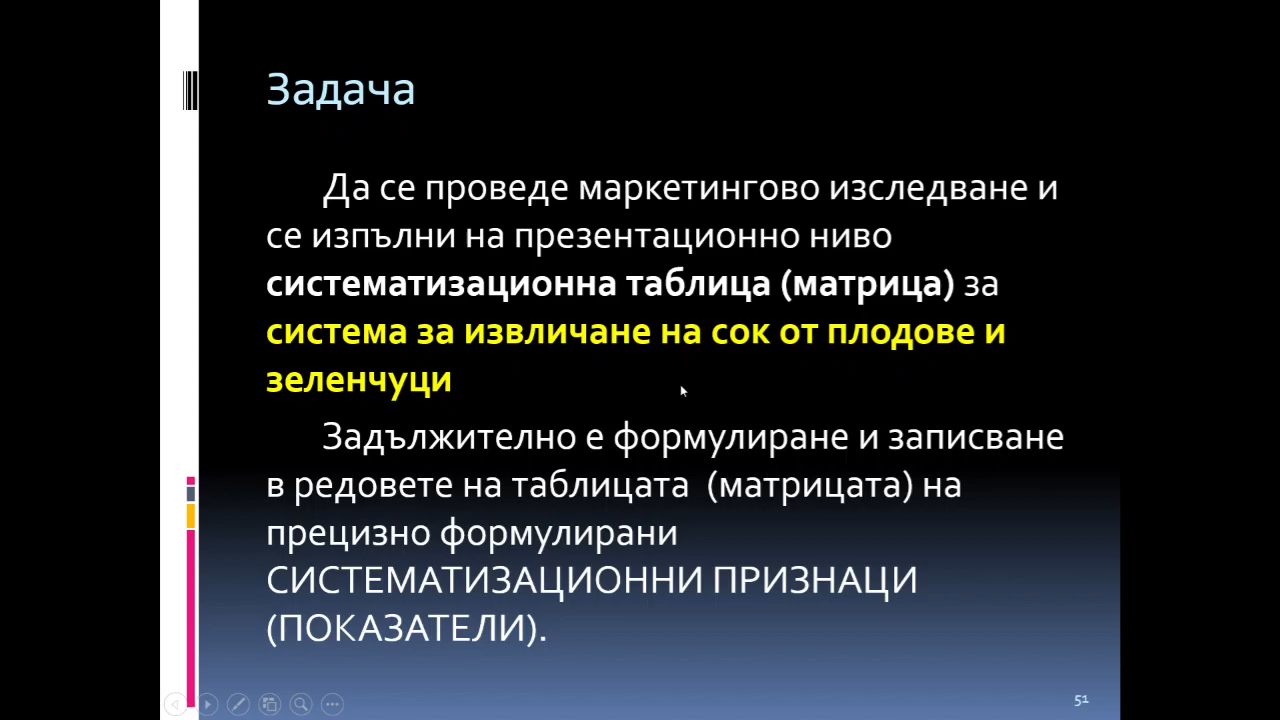 Задача
Да се проведе маркетингово изследване и
се изпълни на презентационно ниво
систематизационна таблица (матрица) за
система за извличане на сок от плодове и
зеленчуци
Задължително е формулиране и записване
в редовете на таблицата (матрицата) на
прецизно формулирани
СИСТЕМАТИЗАЦИОННИ ПРИЗНАЦИ
(ПОКАЗАТЕЛИ).
51